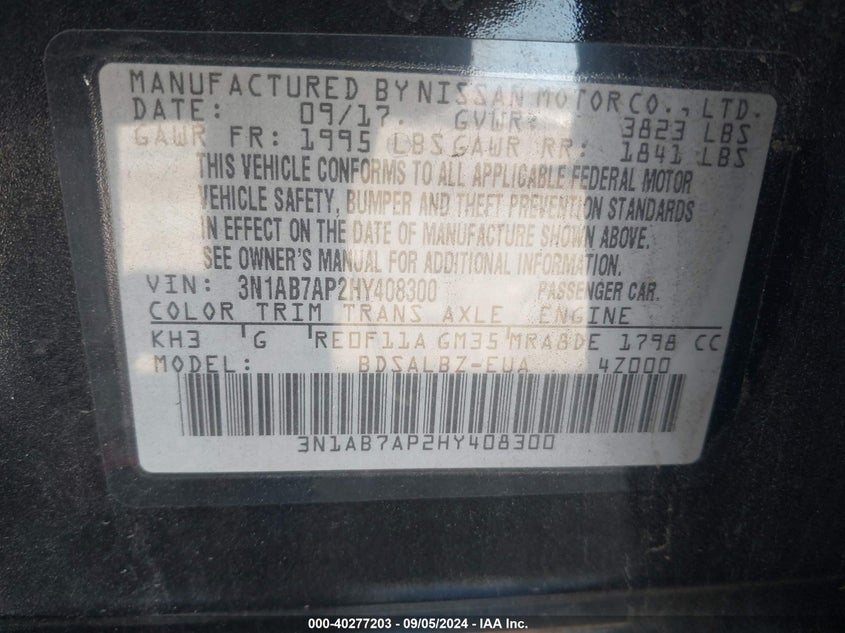 MANUFACTURED BY NISSAN MOTOR CO., LTD.
DATE: 09/17. GVWR: 3823 LBS
GAWR FR: 1995 LBS GAWR RR: 1841 LBS
THIS VEHICLE CONFORMS TO ALL APPLICABLE FEDERAL MOTOR
VEHICLE SAFETY, BUMPER AND THEFT PREVENTION STANDARDS
IN EFFECT ON THE DATE OF MANUFACTURE SHOWN ABOVE.
SEE OWNER'S MANUAL FOR ADDITIONAL INFORMATION.
VIN: 3N1AB7AP2HY408300 PASSENGER CAR.
COLOR TRIM TRANS AXLE ENGINE
KH3 G RE0F11A GM35 MRA8DE 1798 CC
MODEL: BDSALBZ-EUA 4Z000
3N1AB7AP2HY408300
000-40277203 - 09/05/2024 - IAA Inc.